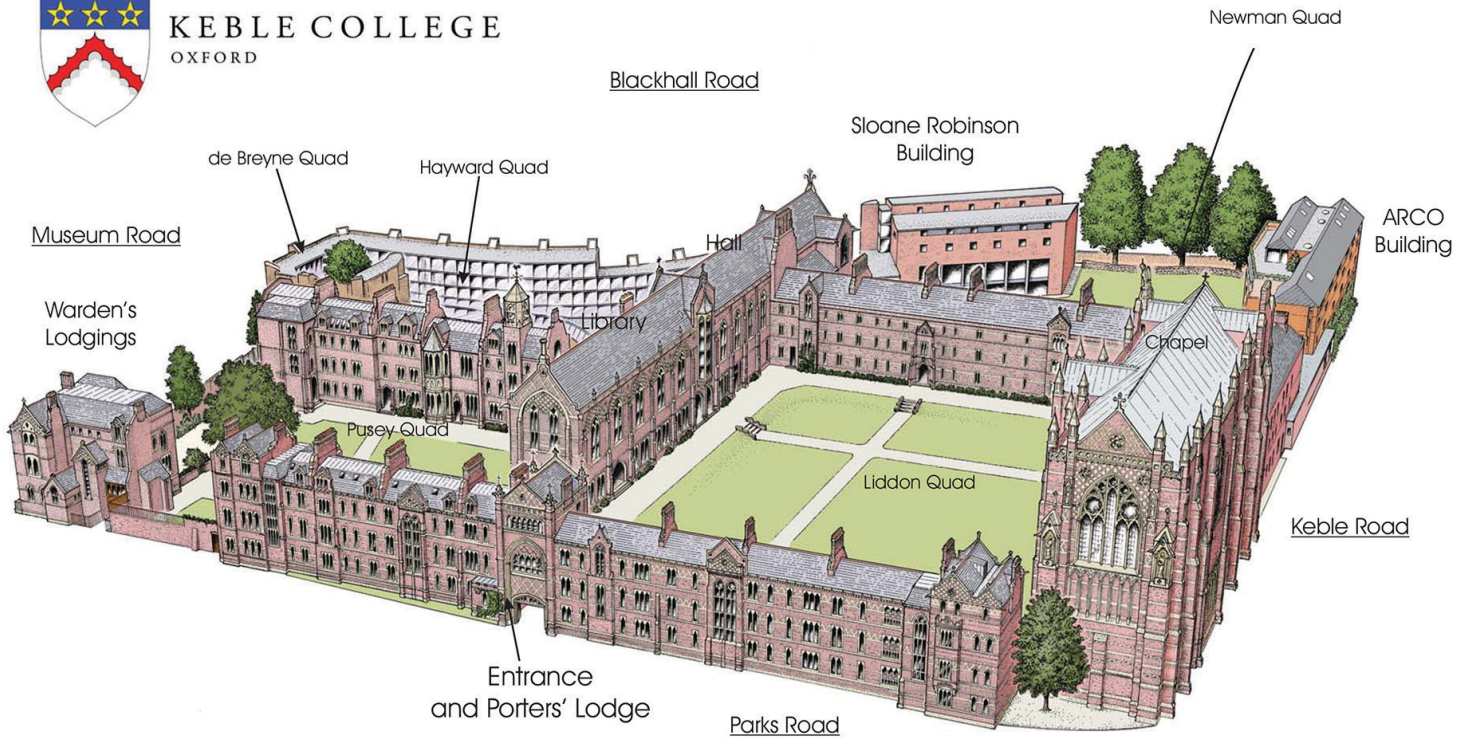 KEBLE COLLEGE
OXFORD
Newman Quad
Blackhall Road
Sloane Robinson
Building
de Breyne Quad
Hayward Quad
ARCO
Building
Museum Road
Hall
Warden's
Lodgings
Library
Chapel
Pusey Quad
Liddon Quad
Keble Road
Entrance
and Porters' Lodge
Parks Road